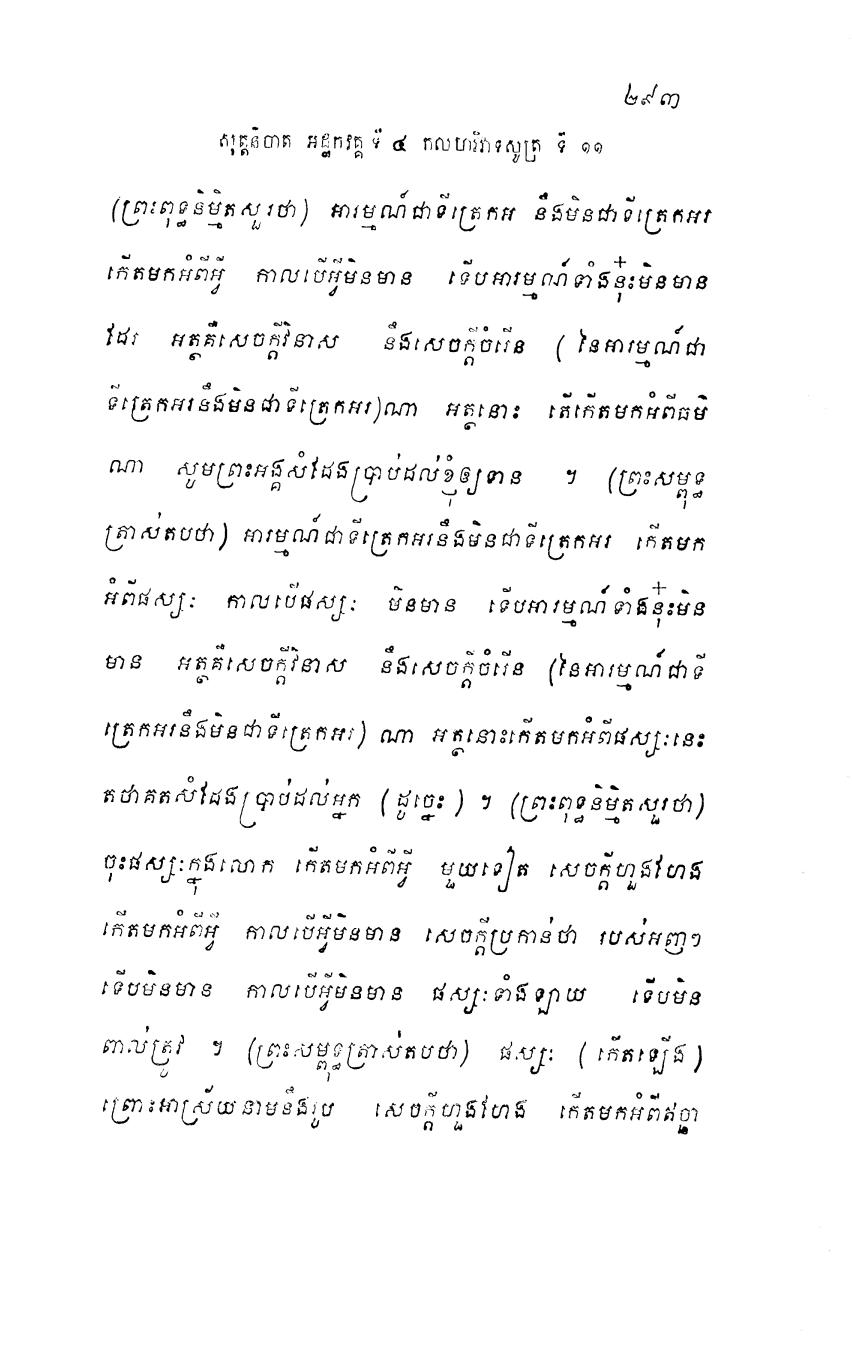 ២៩៣
សុត្តនិបាត អដ្ឋកវគ្គ ទី ៤ កលហវិវាទសូត្រ ទី ១១
(ព្រះពុទ្ធនិម្មិតសួរថា) អារម្មណ៍ជាទីត្រេកអ នឹងមិនជាទីត្រេកអរ
កើតមកអំពីអ្វី កាលបើអ្វីមិនមាន ទើបអារម្មណ៍ទាំងនុ៎ះមិនមាន
ដែរ អត្ថគឺសេចក្តីវិនាស នឹងសេចក្តីចំរើន ( នៃអារម្មណ៍ជា
ទីត្រេកអរនឹងមិនជាទីត្រេកអរ)ណា អត្ថនោះ តើកើតមកអំពីធម៌
ណា សូមព្រះអង្គសំដែងប្រាប់ដល់ខ្ញុំឲ្យទាន ។ (ព្រះសម្ពុទ្ធ
ត្រាស់តបថា) អារម្មណ៍ជាទីត្រេកអរនឹងមិនជាទីត្រេកអរ កើតមក
អំពីផស្សៈ កាលបើផស្សៈ មិនមាន ទើបអារម្មណ៍ទាំងនុ៎ះមិន
មាន អត្ថគឺសេចក្តីវិនាស នឹងសេចក្តីចំរើន (នៃអារម្មណ៍ជាទី
ត្រេកអរនឹងមិនជាទីត្រេកអរ) ណា អត្ថនោះកើតមកអំពីផស្សៈនេះ
តថាគតសំដែងប្រាប់ដល់អ្នក (ដូច្នេះ) ។ (ព្រះពុទ្ធនិម្មិតសួរថា)
ចុះផស្សៈក្នុងលោក កើតមកអំពីអ្វី មួយទៀត សេចក្តីហួងហែង
កើតមកអំពីអ្វី កាលបើអ្វីមិនមាន សេចក្តីប្រកាន់ថា របស់អញៗ
ទើបមិនមាន កាលបើអ្វីមិនមាន ផស្សៈទាំងឡាយ ទើបមិន
ពាល់ត្រូវ ។ (ព្រះសម្ពុទ្ធត្រាស់តបថា) ផស្សៈ (កើតឡើង)
ព្រោះអាស្រ័យនាមនឹងរូប សេចក្តីហួងហែង កើតមកអំពីឥច្ឆា